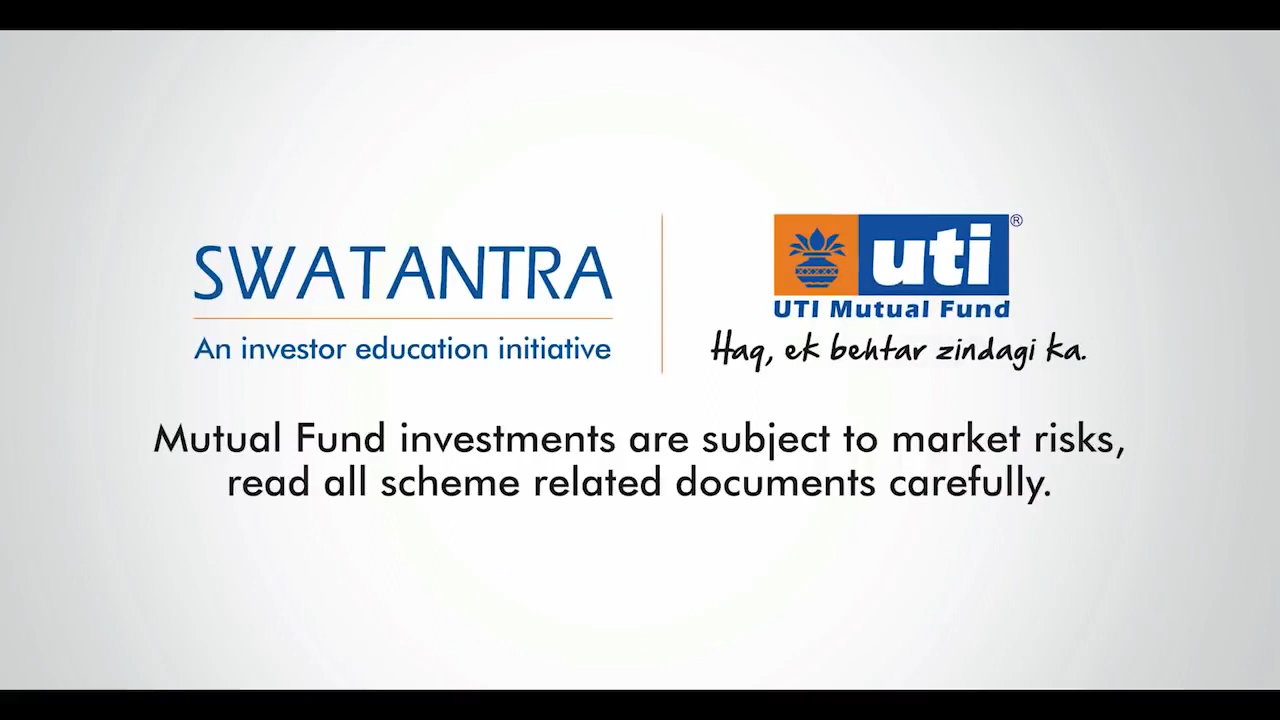 SWATANTRA
An investor education initiative
uti®
UTI Mutual Fund
Haq, ek behtar zindagi ka.
Mutual Fund investments are subject to market risks,
read all scheme related documents carefully.